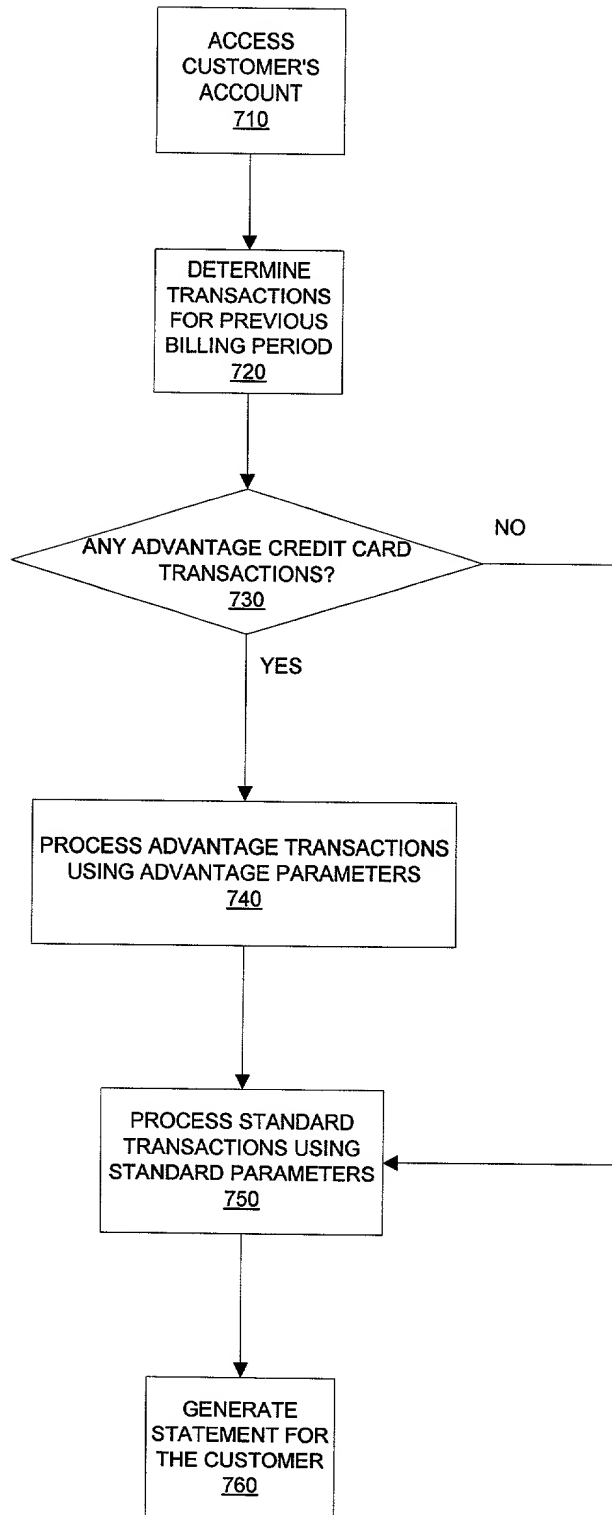 ACCESS
CUSTOMER'S
ACCOUNT
710
DETERMINE
TRANSACTIONS
FOR PREVIOUS
BILLING PERIOD
720
ANY ADVANTAGE CREDIT CARD
TRANSACTIONS?
730
NO
YES
PROCESS ADVANTAGE TRANSACTIONS
USING ADVANTAGE PARAMETERS
740
PROCESS STANDARD
TRANSACTIONS USING
STANDARD PARAMETERS
750
GENERATE
STATEMENT FOR
THE CUSTOMER
760